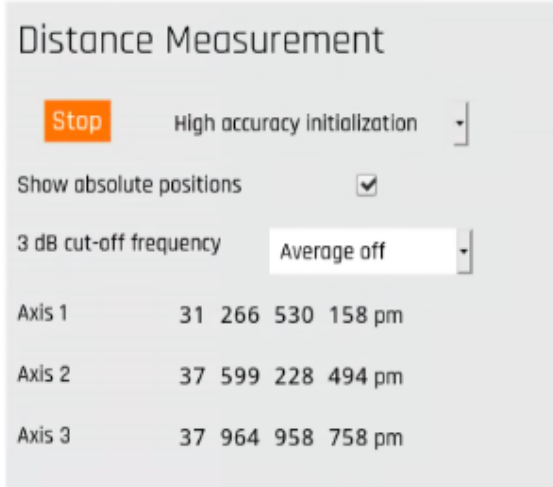 Distance Measurement
Stop High accuracy initialization
Show absolute positions
3 dB cut-off frequency Average off
Axis 1 31 266 530 158 pm
Axis 2 37 599 228 494 pm
Axis 3 37 964 958 758 pm